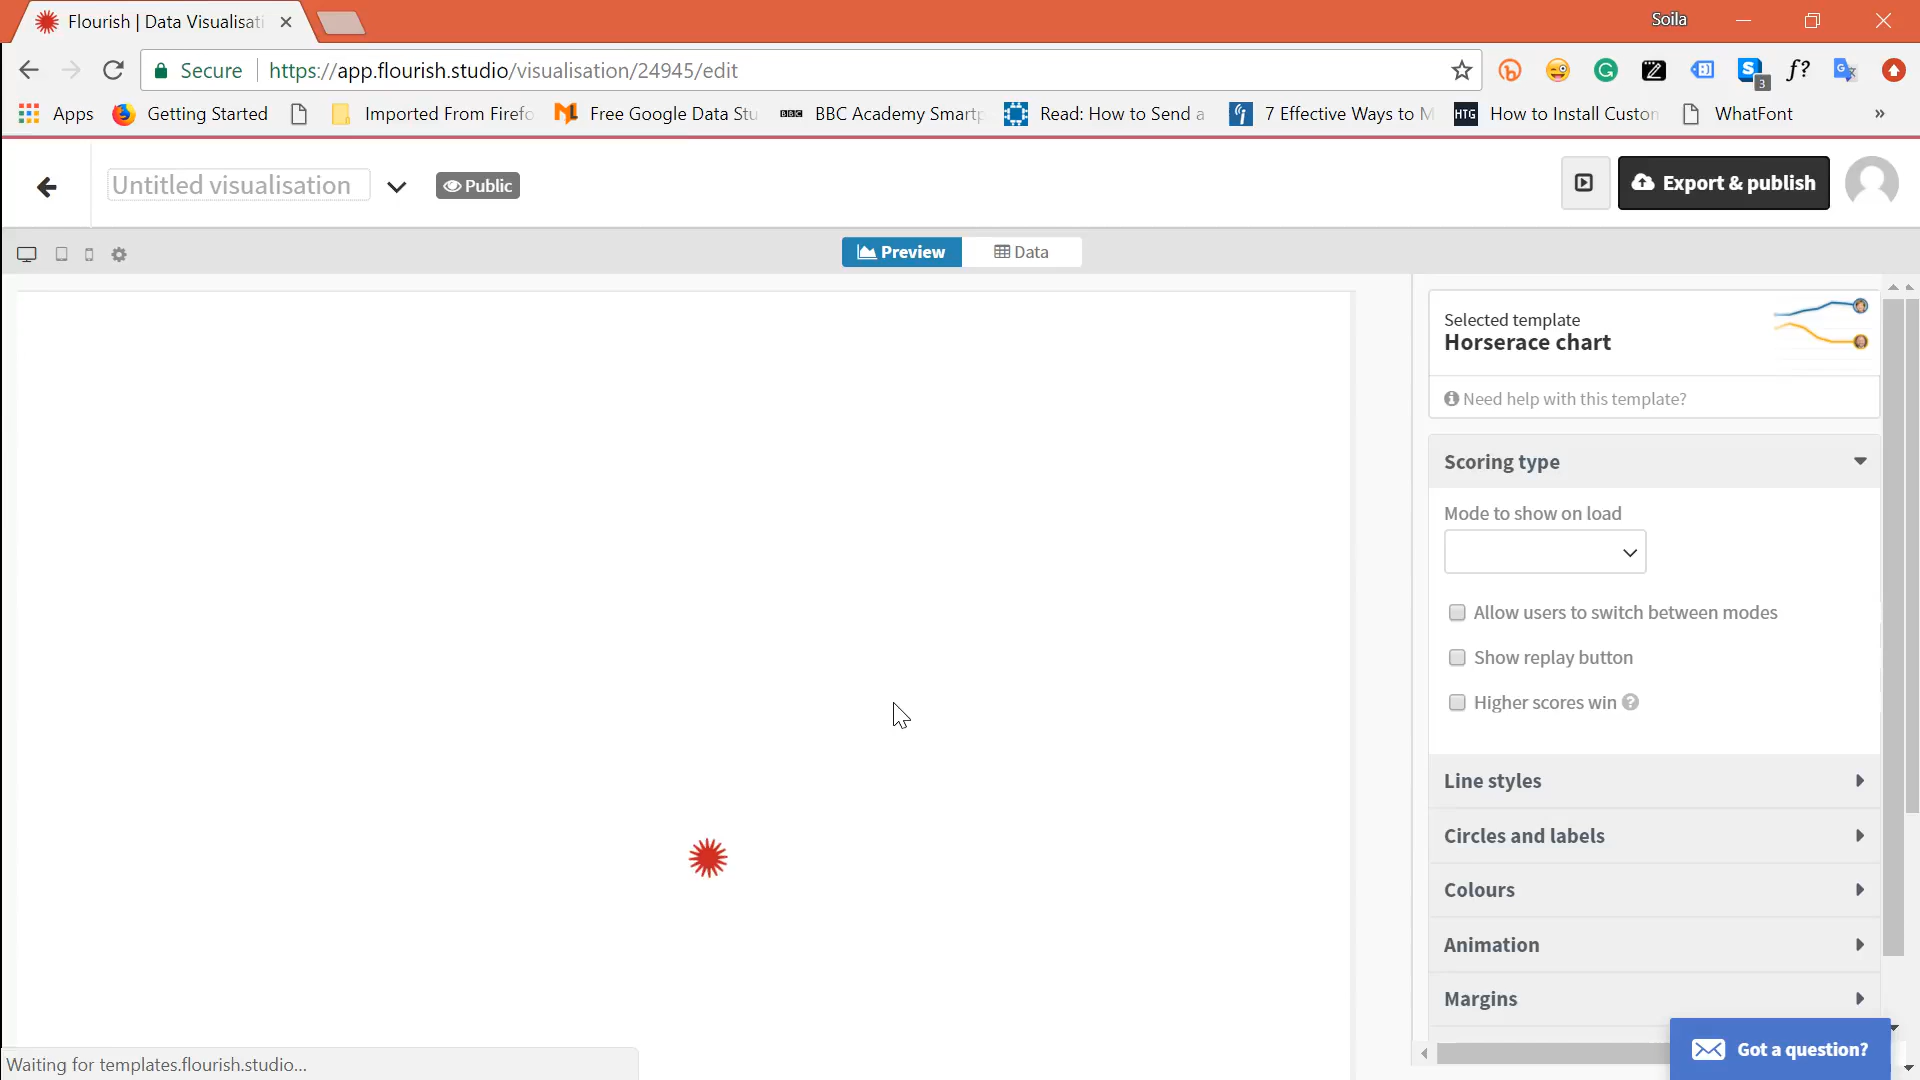 Flourish | Data Visualisati
Soila
Secure
https://app.flourish.studio/visualisation/24945/edit
3
f?
Apps
Getting Started
Imported From Firefo
Free Google Data Stu
BBC
BBC Academy Smartp
Read: How to Send a
7 Effective Ways to M
HTG
How to Install Custon
WhatFont
»
Untitled visualisation
Public
Export & publish
Preview
Data
Selected template
Horserace chart
Need help with this template?
Scoring type
Mode to show on load
Allow users to switch between modes
Show replay button
Higher scores win
Line styles
Circles and labels
Colours
Animation
Margins
Got a question?
Waiting for templates.flourish.studio...